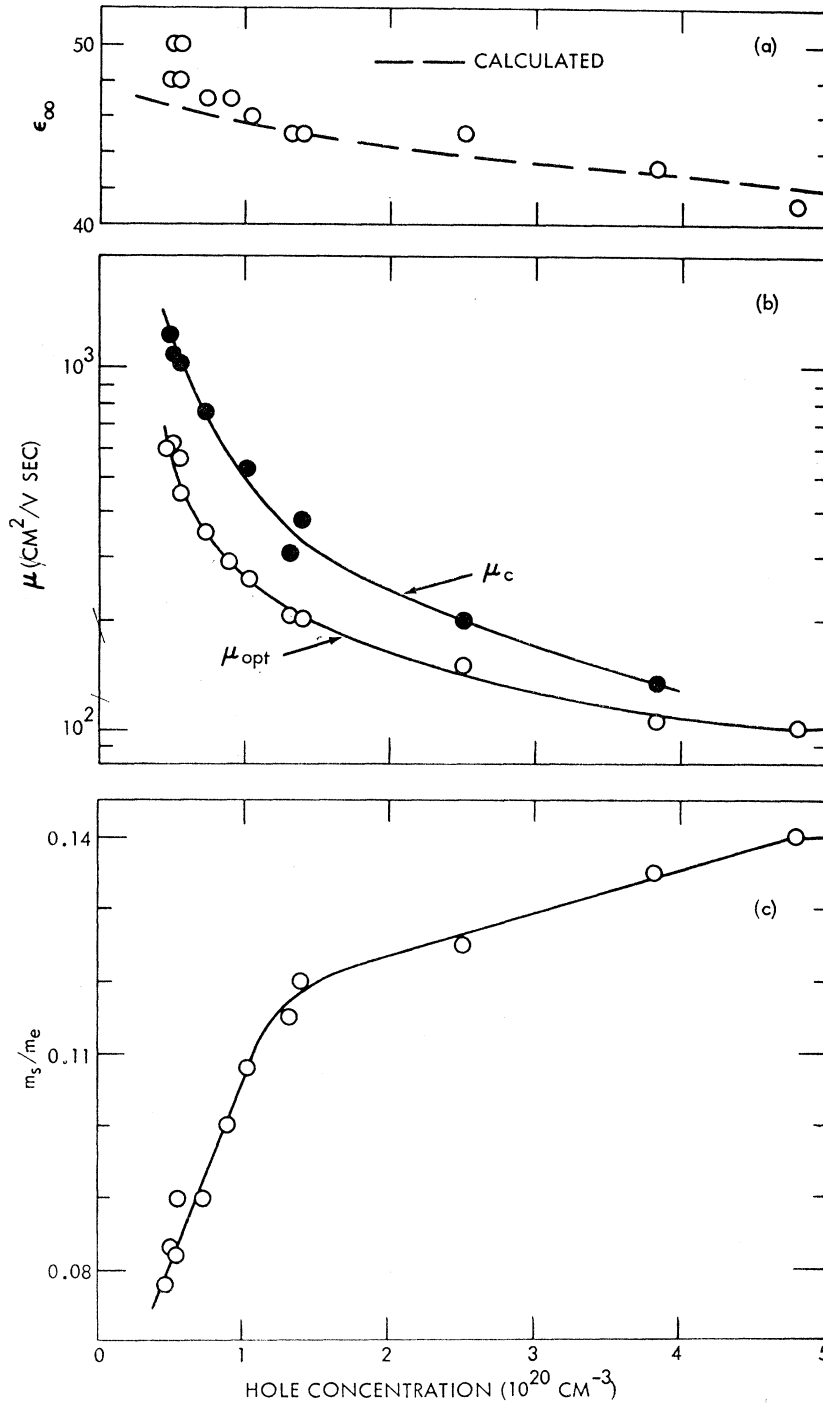 50
(a)
CALCULATED
ϵ∞
40
(b)
10³
μ (CM²/V SEC)
μc
μopt
10²
0.14
(c)
ms/me
0.11
0.08
0 1 2 3 4 5
HOLE CONCENTRATION (10²⁰ CM⁻³)